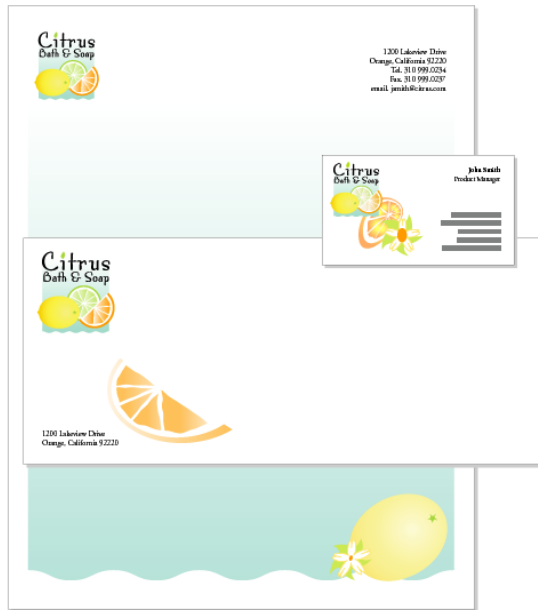 Citrus
Bath & Soap
1200 Lakeview Drive
Orange, California 92220
Tel. 310 999.0234
Fax. 310 999.0237
email. jsmith@citrus.com
Citrus
Bath & Soap
John Smith
Product Manager
Citrus
Bath & Soap
1200 Lakeview Drive
Orange, California 92220